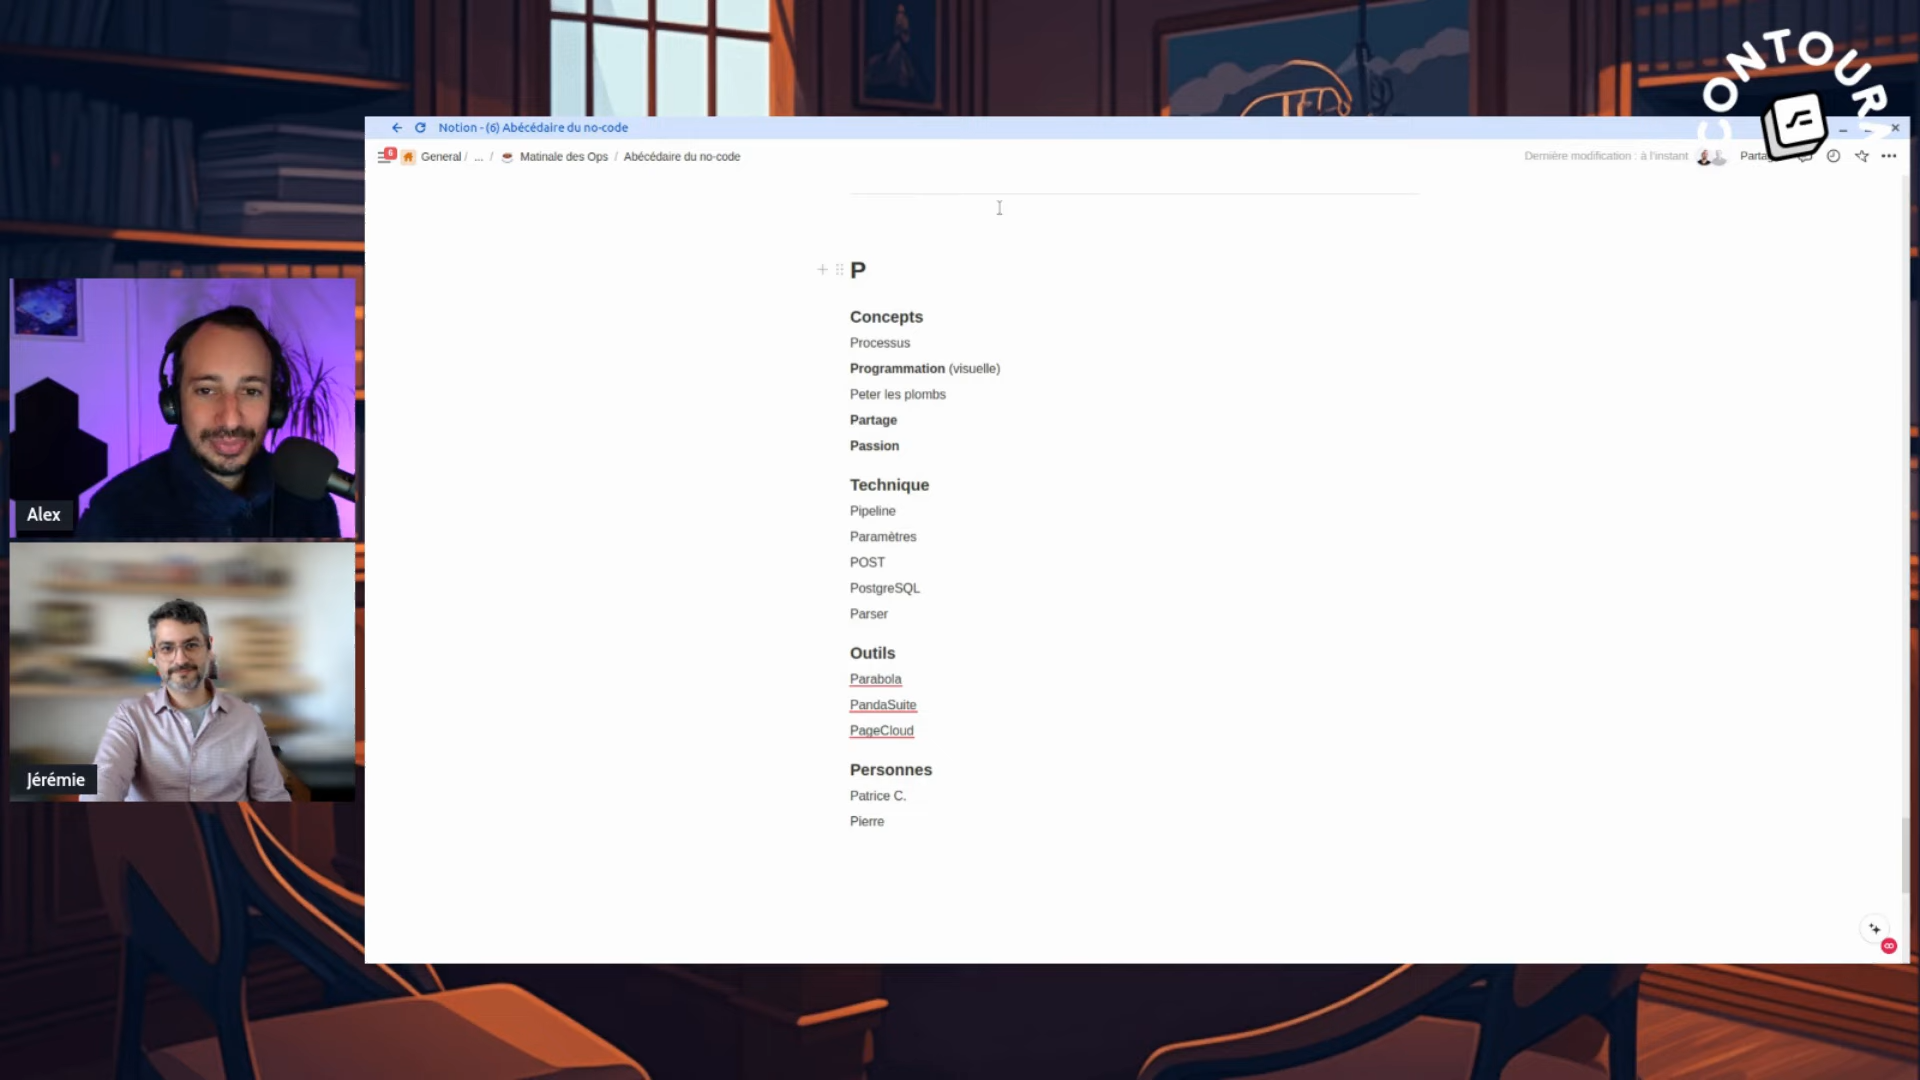 CONTOURN
Notion - (6) Abécédaire du no-code
6
General / ... / Matinale des Ops / Abécédaire du no-code
Dernière modification : à l'instant
P
Concepts
Processus
Programmation (visuelle)
Peter les plombs
Partage
Passion
Technique
Pipeline
Paramètres
POST
PostgreSQL
Parser
Outils
Parabola
PandaSuite
PageCloud
Personnes
Patrice C.
Pierre
Alex
Jérémie